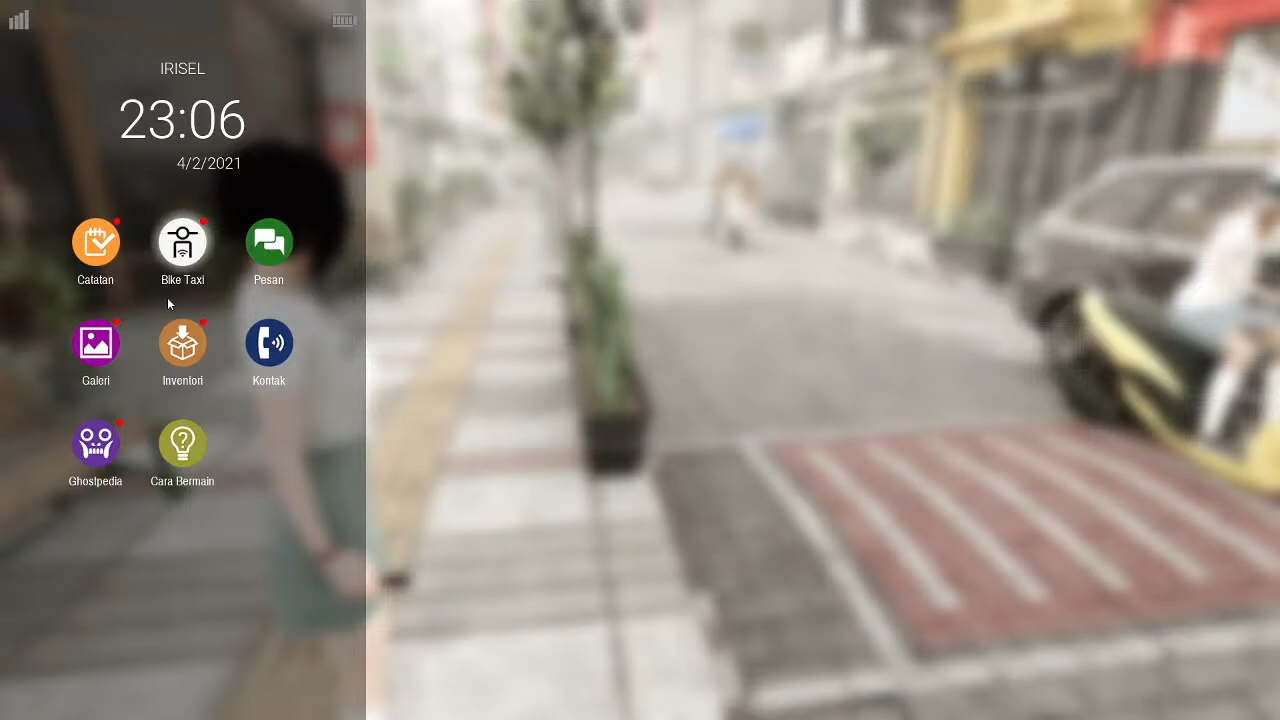 IRISEL
23:06
4/2/2021
Catatan
Bike Taxi
Pesan
Galeri
Inventori
Kontak
Ghostpedia
Cara Bermain